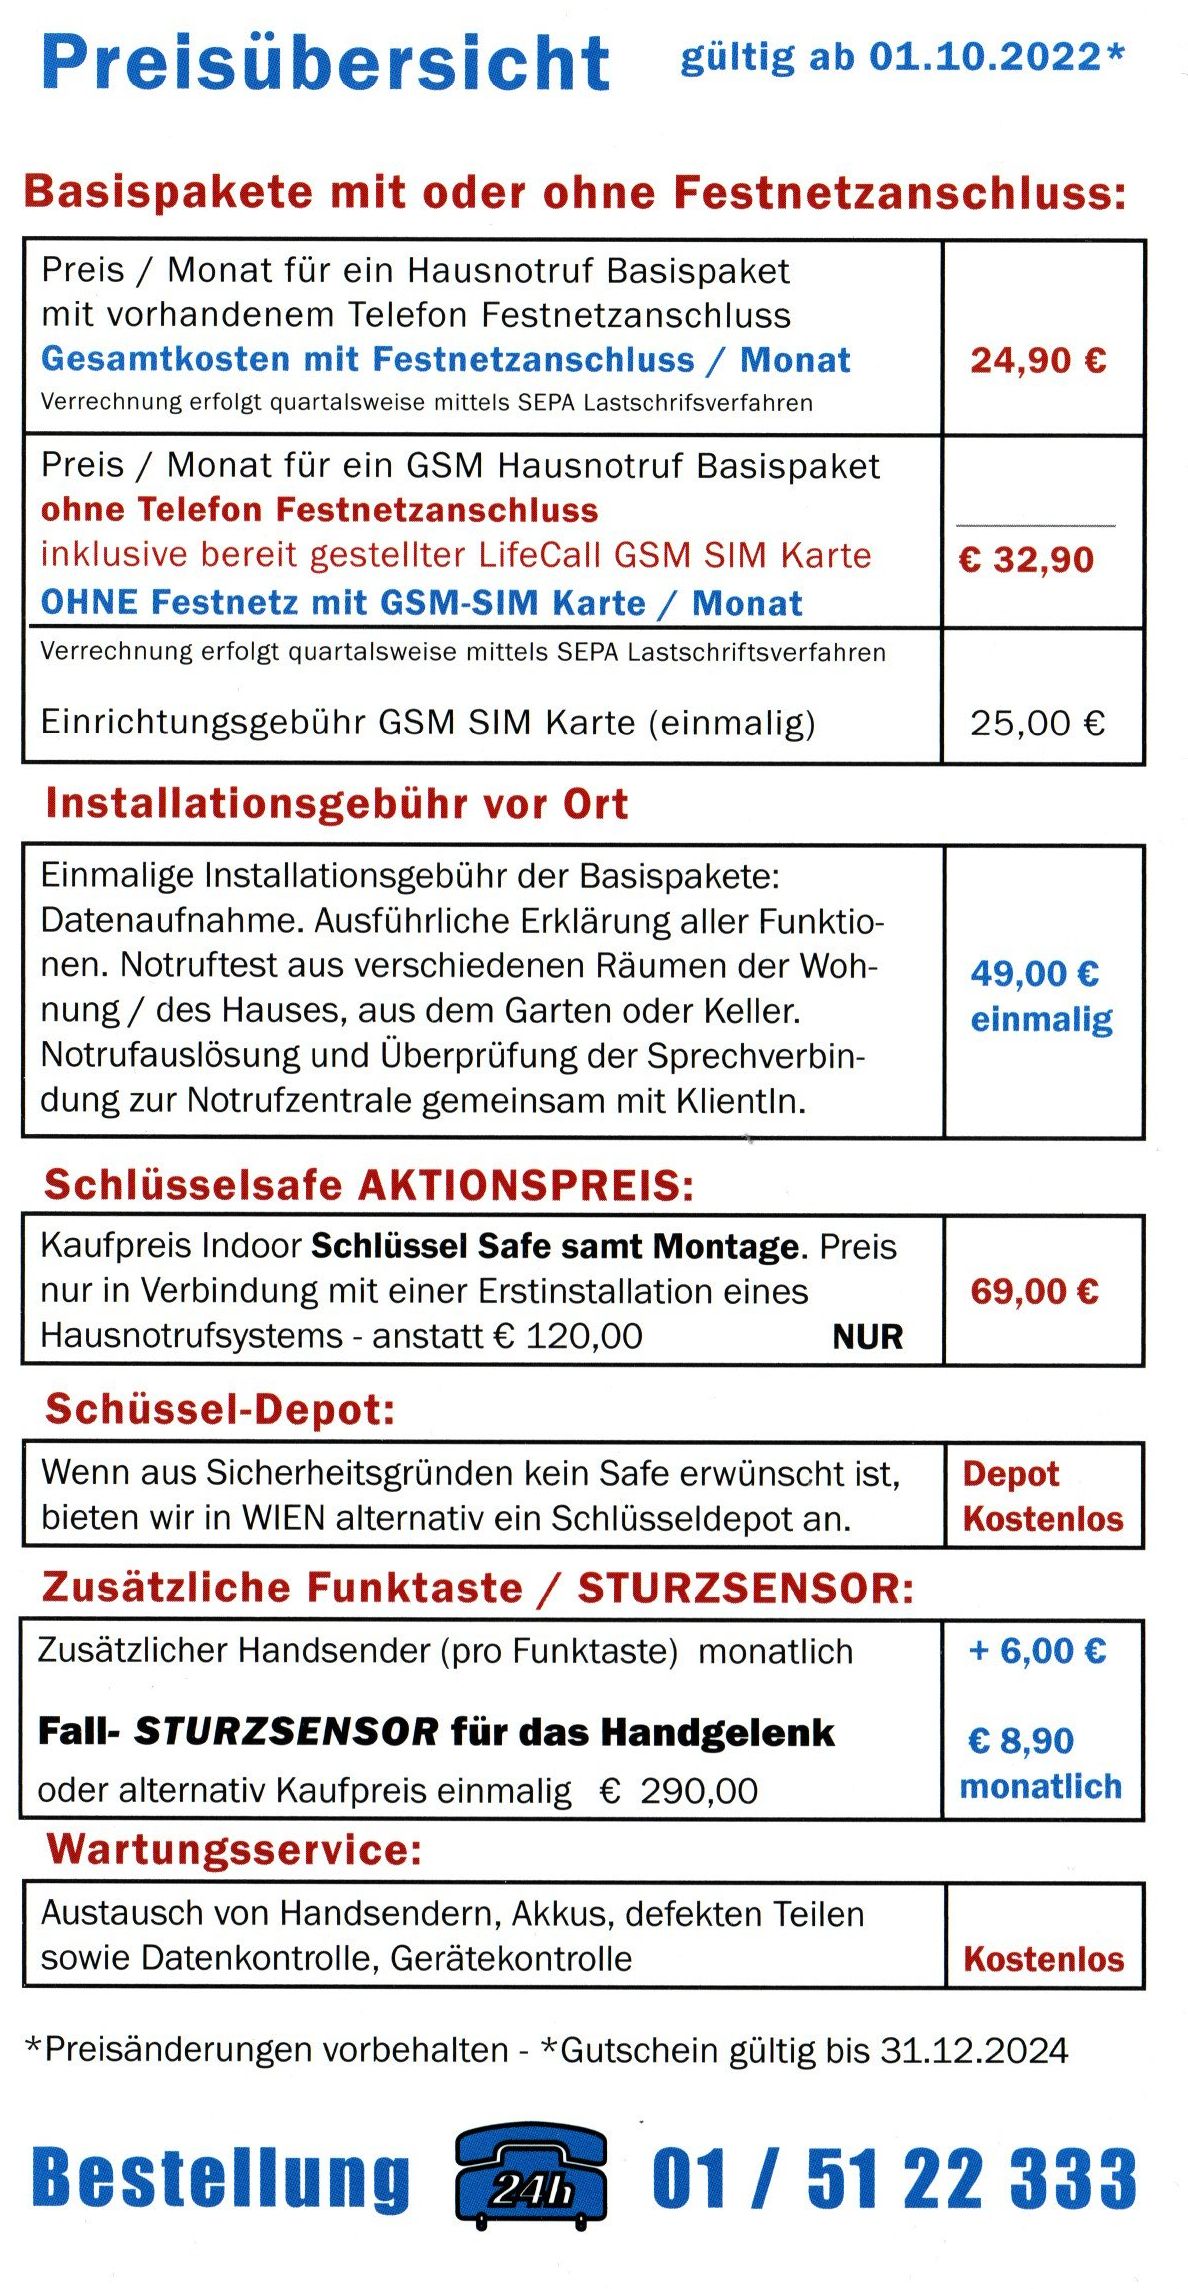 Preisübersicht gültig ab 01.10.2022*
Basispakete mit oder ohne Festnetzanschluss:
Preis / Monat für ein Hausnotruf Basispaket
mit vorhandenem Telefon Festnetzanschluss
Gesamtkosten mit Festnetzanschluss / Monat 24,90 €
Verrechnung erfolgt quartalsweise mittels SEPA Lastschrifsverfahren
Preis / Monat für ein GSM Hausnotruf Basispaket
ohne Telefon Festnetzanschluss
inklusive bereit gestellter LifeCall GSM SIM Karte € 32,90
OHNE Festnetz mit GSM-SIM Karte / Monat
Verrechnung erfolgt quartalsweise mittels SEPA Lastschriftsverfahren
Einrichtungsgebühr GSM SIM Karte (einmalig) 25,00 €
Installationsgebühr vor Ort
Einmalige Installationsgebühr der Basispakete:
Datenaufnahme. Ausführliche Erklärung aller Funktio-
nen. Notruftest aus verschiedenen Räumen der Woh-
nung / des Hauses, aus dem Garten oder Keller.
Notrufauslösung und Überprüfung der Sprechverbin-
dung zur Notrufzentrale gemeinsam mit KlientIn.
49,00 €
einmalig
Schlüsselsafe AKTIONSPREIS:
Kaufpreis Indoor Schlüssel Safe samt Montage. Preis
nur in Verbindung mit einer Erstinstallation eines
Hausnotrufsystems - anstatt € 120,00 NUR
69,00 €
Schüssel-Depot:
Wenn aus Sicherheitsgründen kein Safe erwünscht ist,
bieten wir in WIEN alternativ ein Schlüsseldepot an.
Depot
Kostenlos
Zusätzliche Funktaste / STURZSENSOR:
Zusätzlicher Handsender (pro Funktaste) monatlich + 6,00 €
Fall- STURZSENSOR für das Handgelenk € 8,90
oder alternativ Kaufpreis einmalig € 290,00 monatlich
Wartungsservice:
Austausch von Handsendern, Akkus, defekten Teilen
sowie Datenkontrolle, Gerätekontrolle Kostenlos
*Preisänderungen vorbehalten - *Gutschein gültig bis 31.12.2024
Bestellung 24h 01 / 51 22 333